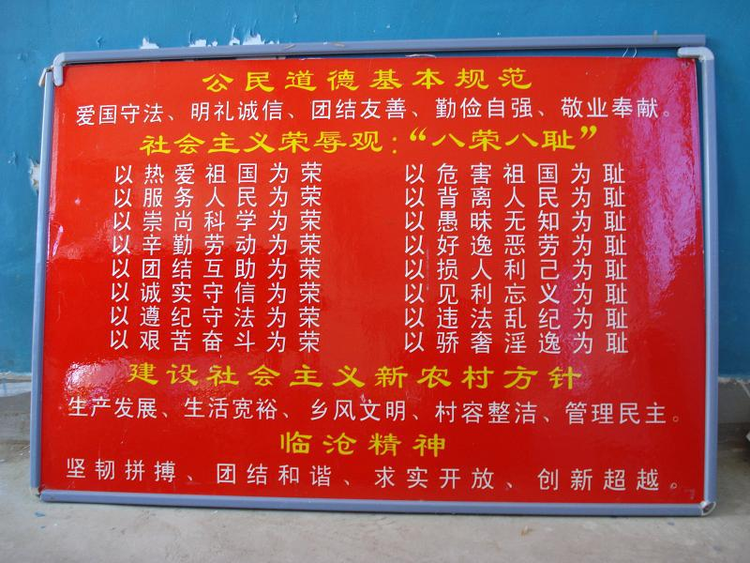 公民道德基本规范
爱国守法、明礼诚信、团结友善、勤俭自强、敬业奉献。
社会主义荣辱观：“八荣八耻”
以热爱祖国为荣 以危害祖国为耻
以服务人民为荣 以背离人民为耻
以崇尚科学为荣 以愚昧无知为耻
以辛勤劳动为荣 以好逸恶劳为耻
以团结互助为荣 以损人利己为耻
以诚实守信为荣 以见利忘义为耻
以遵纪守法为荣 以违法乱纪为耻
以艰苦奋斗为荣 以骄奢淫逸为耻
建设社会主义新农村方针
生产发展、生活宽裕、乡风文明、村容整洁、管理民主。
临沧精神
坚韧拼搏、团结和谐、求实开放、创新超越。